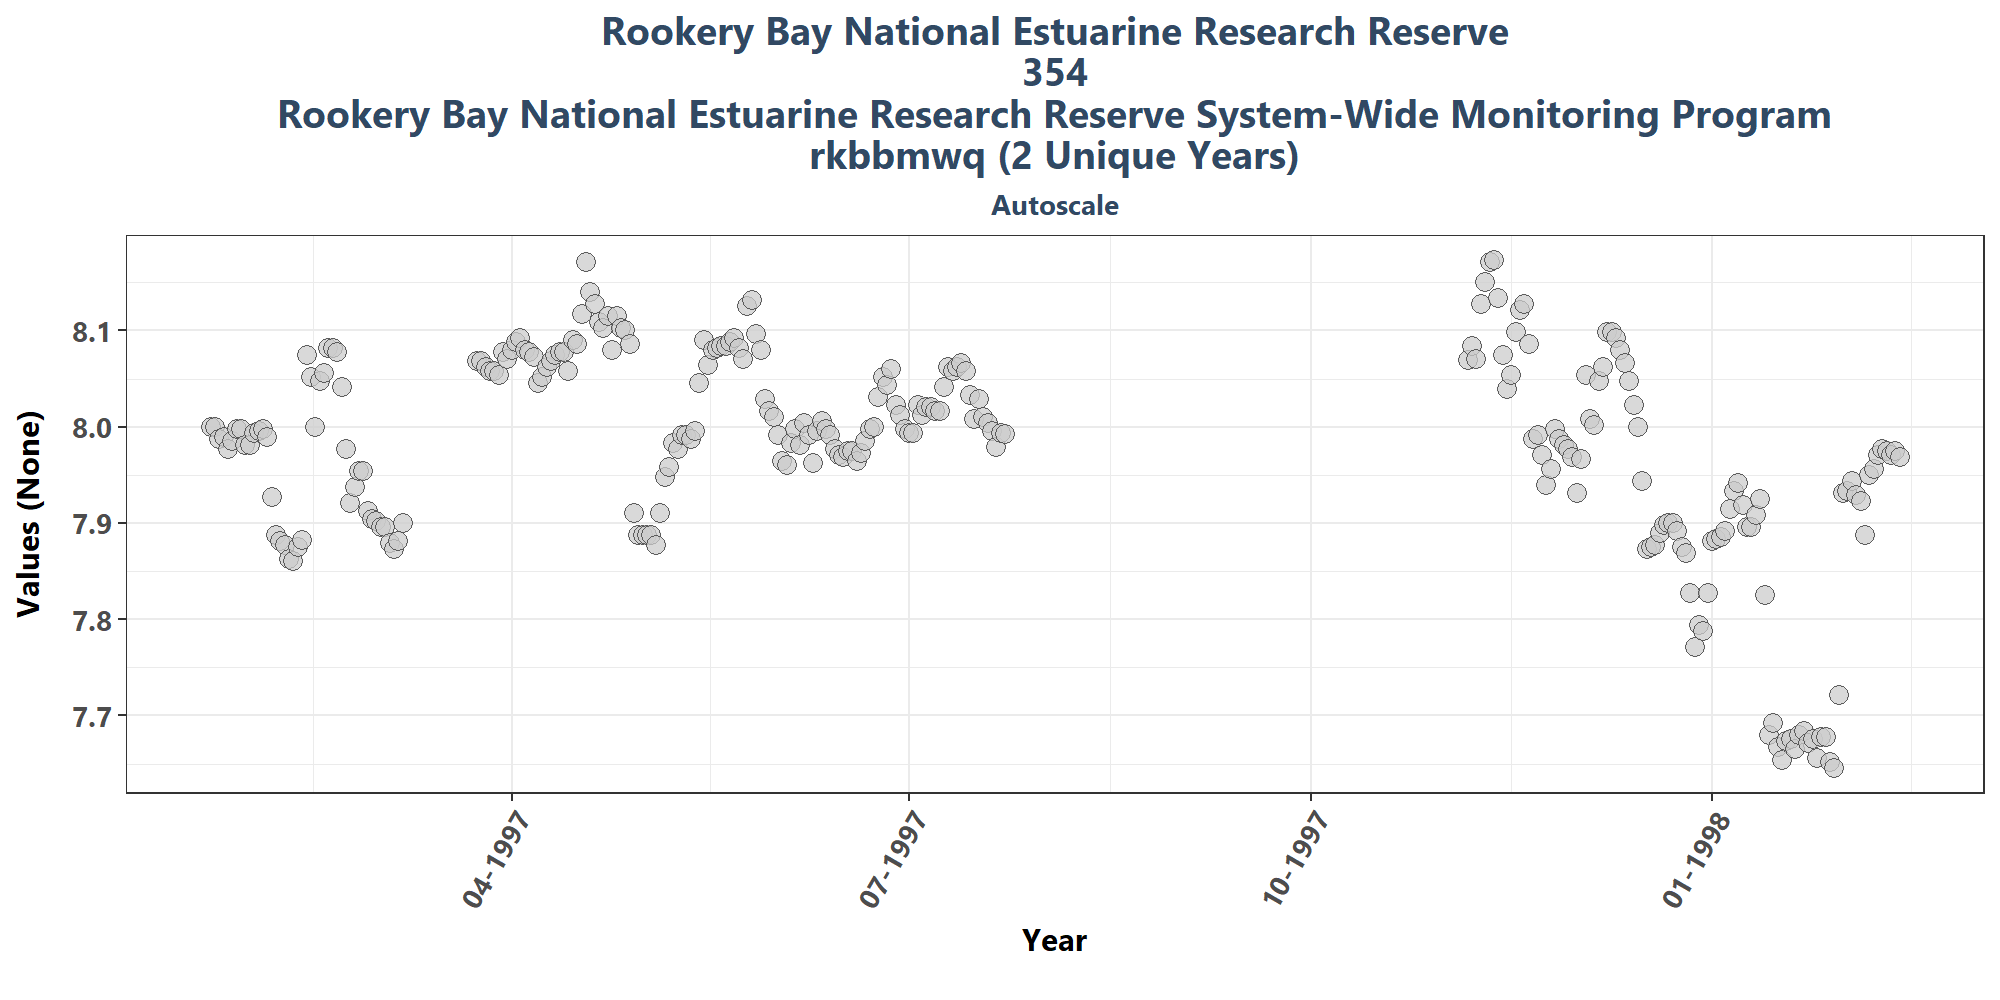 Rookery Bay National Estuarine Research Reserve
354
Rookery Bay National Estuarine Research Reserve System-Wide Monitoring Program
rkbbmwq (2 Unique Years)
Autoscale
Values (None)
8.1
8.0
7.9
7.8
7.7
04-1997
07-1997
10-1997
01-1998
Year